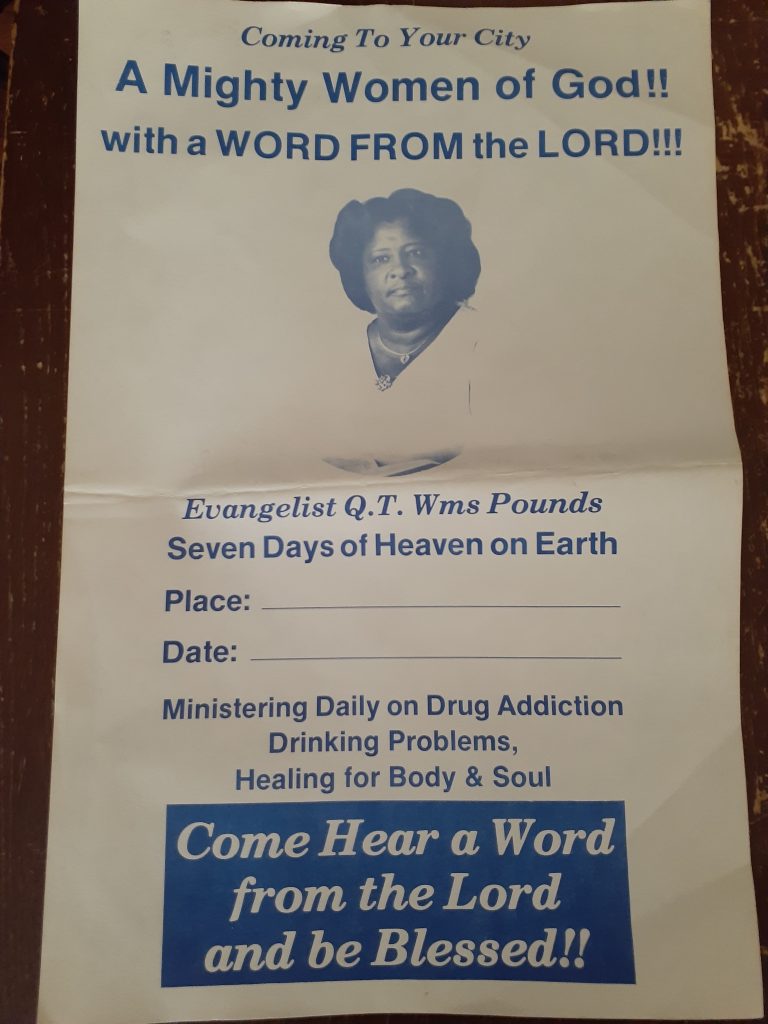 Coming To Your City
A Mighty Women of God!!
with a WORD FROM the LORD!!!
Evangelist Q.T. Wms Pounds
Seven Days of Heaven on Earth
Place:
Date:
Ministering Daily on Drug Addiction
Drinking Problems,
Healing for Body & Soul
Come Hear a Word
from the Lord
and be Blessed!!